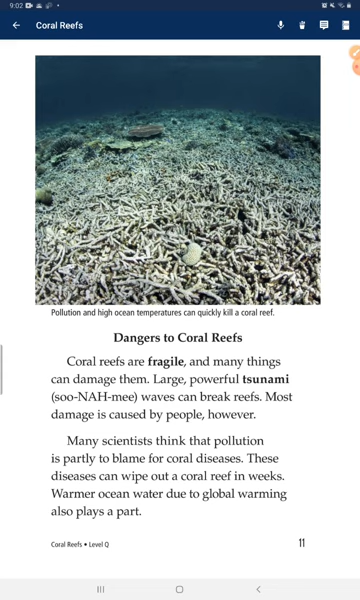 9:02
Coral Reefs
Pollution and high ocean temperatures can quickly kill a coral reef.
Dangers to Coral Reefs
Coral reefs are fragile, and many things
can damage them. Large, powerful tsunami
(soo-NAH-mee) waves can break reefs. Most
damage is caused by people, however.
Many scientists think that pollution
is partly to blame for coral diseases. These
diseases can wipe out a coral reef in weeks.
Warmer ocean water due to global warming
also plays a part.
Coral Reefs • Level Q
11